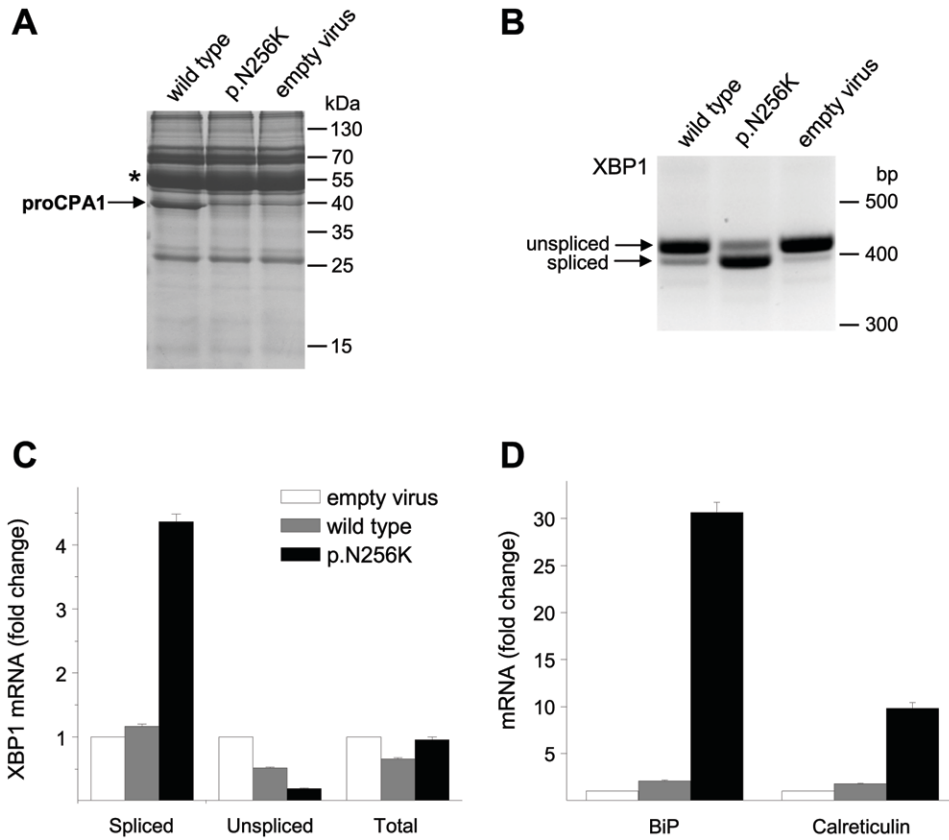 A
wild type
p.N256K
empty virus
kDa
130
70
*
55
proCPA1
40
35
25
15
B
wild type
p.N256K
empty virus
XBP1
bp
500
unspliced
400
spliced
300
C
XBP1 mRNA (fold change)
4
3
2
1
empty virus
wild type
p.N256K
Spliced
Unspliced
Total
D
mRNA (fold change)
30
25
20
15
10
5
BiP
Calreticulin